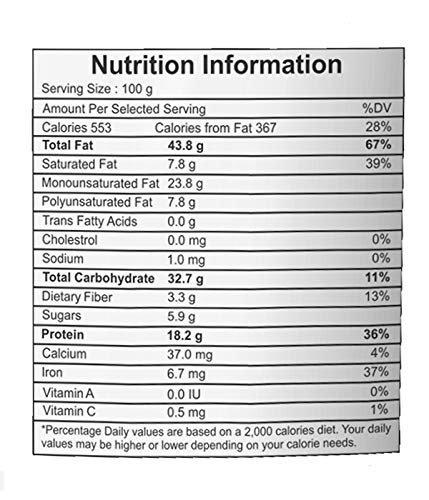 Nutrition Information
Serving Size : 100 g
Amount Per Selected Serving %DV
Calories 553 Calories from Fat 367 28%
Total Fat 43.8 g 67%
Saturated Fat 7.8 g 39%
Monounsaturated Fat 23.8 g
Polyunsaturated Fat 7.8 g
Trans Fatty Acids 0.0 g
Cholestrol 0.0 mg 0%
Sodium 1.0 mg 0%
Total Carbohydrate 32.7 g 11%
Dietary Fiber 3.3 g 13%
Sugars 5.9 g
Protein 18.2 g 36%
Calcium 37.0 mg 4%
Iron 6.7 mg 37%
Vitamin A 0.0 IU 0%
Vitamin C 0.5 mg 1%
*Percentage Daily values are based on a 2,000 calories diet. Your daily
values may be higher or lower depending on your calorie needs.